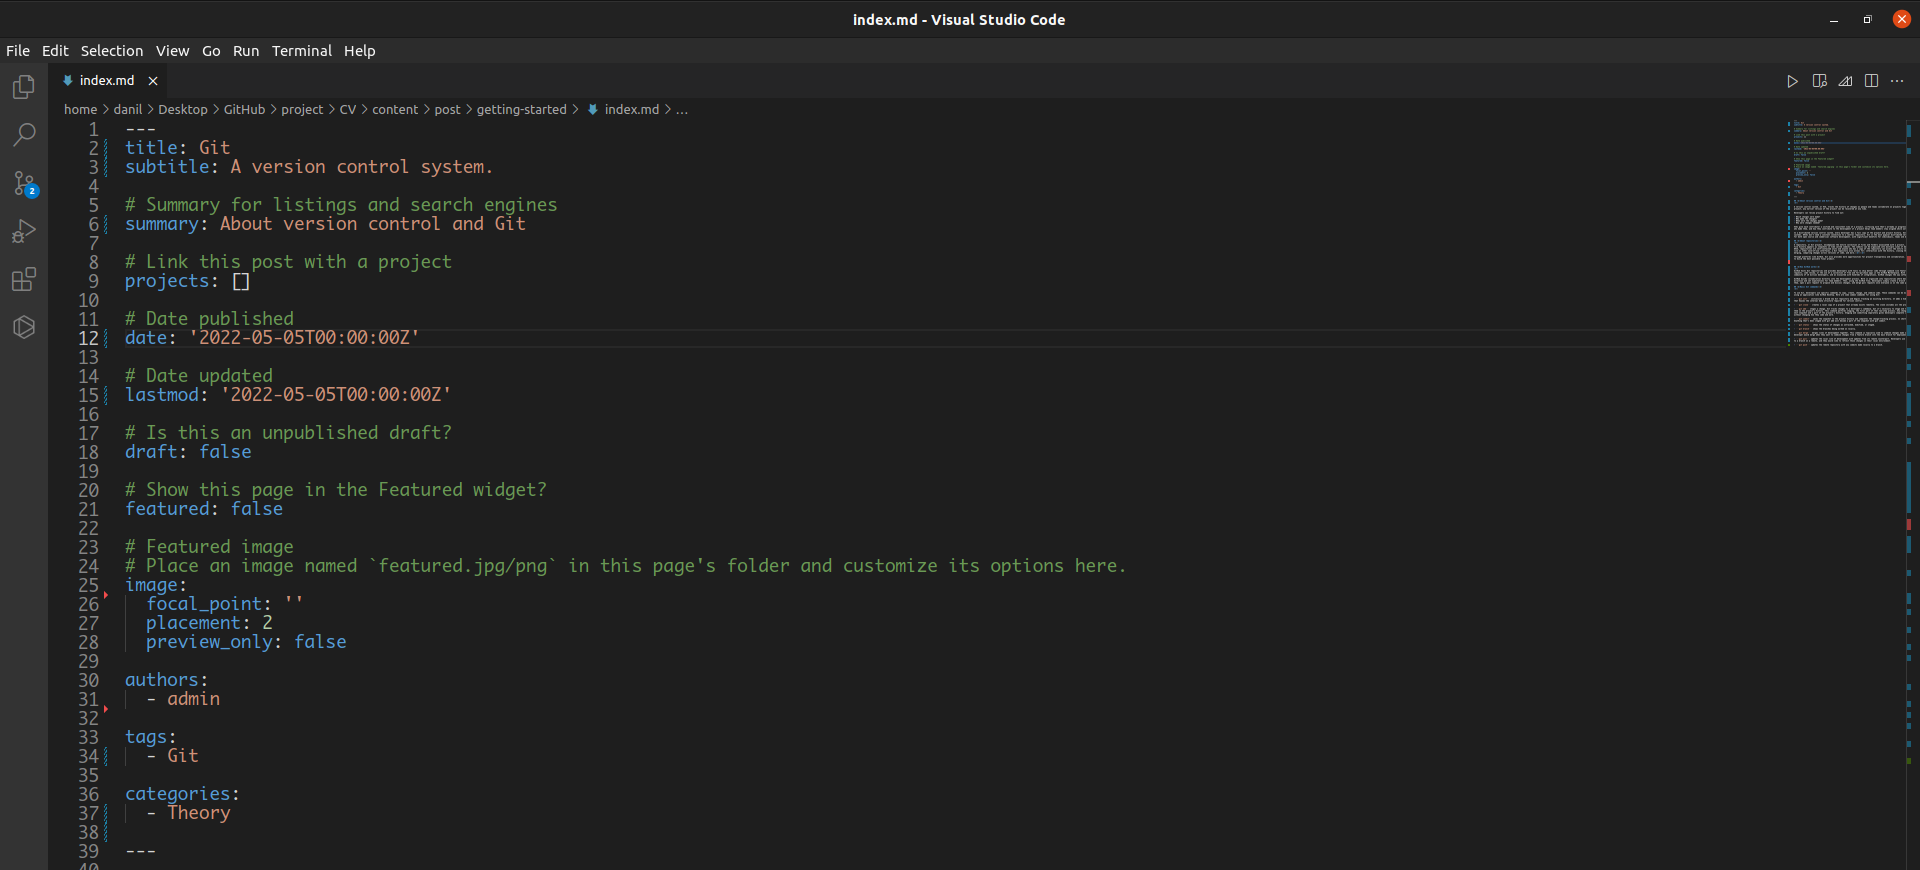 index.md - Visual Studio Code
File Edit Selection View Go Run Terminal Help
index.md
home > danil > Desktop > GitHub > project > CV > content > post > getting-started > index.md > ...
1 ---
2 title: Git
3 subtitle: A version control system.
4
5 # Summary for listings and search engines
6 summary: About version control and Git
7
8 # Link this post with a project
9 projects: []
10
11 # Date published
12 date: '2022-05-05T00:00:00Z'
13
14 # Date updated
15 lastmod: '2022-05-05T00:00:00Z'
16
17 # Is this an unpublished draft?
18 draft: false
19
20 # Show this page in the Featured widget?
21 featured: false
22
23 # Featured image
24 # Place an image named `featured.jpg/png` in this page's folder and customize its options here.
25 image:
26   focal_point: ''
27   placement: 2
28   preview_only: false
29
30 authors:
31   - admin
32
33 tags:
34   - Git
35
36 categories:
37   - Theory
38
39 ---
40
2